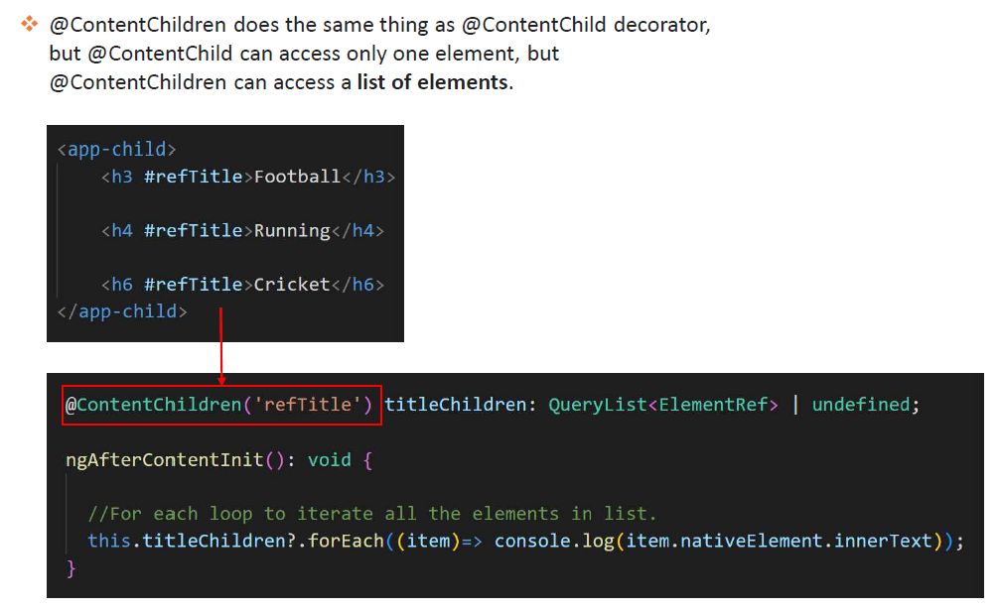 @ContentChildren does the same thing as @ContentChild decorator,
but @ContentChild can access only one element, but
@ContentChildren can access a list of elements.
<app-child>
<h3 #refTitle>Football</h3>
<h4 #refTitle>Running</h4>
<h6 #refTitle>Cricket</h6>
</app-child>
@ContentChildren('refTitle') titleChildren: QueryList<ElementRef> | undefined;
ngAfterContentInit(): void {
//For each loop to iterate all the elements in list.
this.titleChildren?.forEach((item)=> console.log(item.nativeElement.innerText));
}